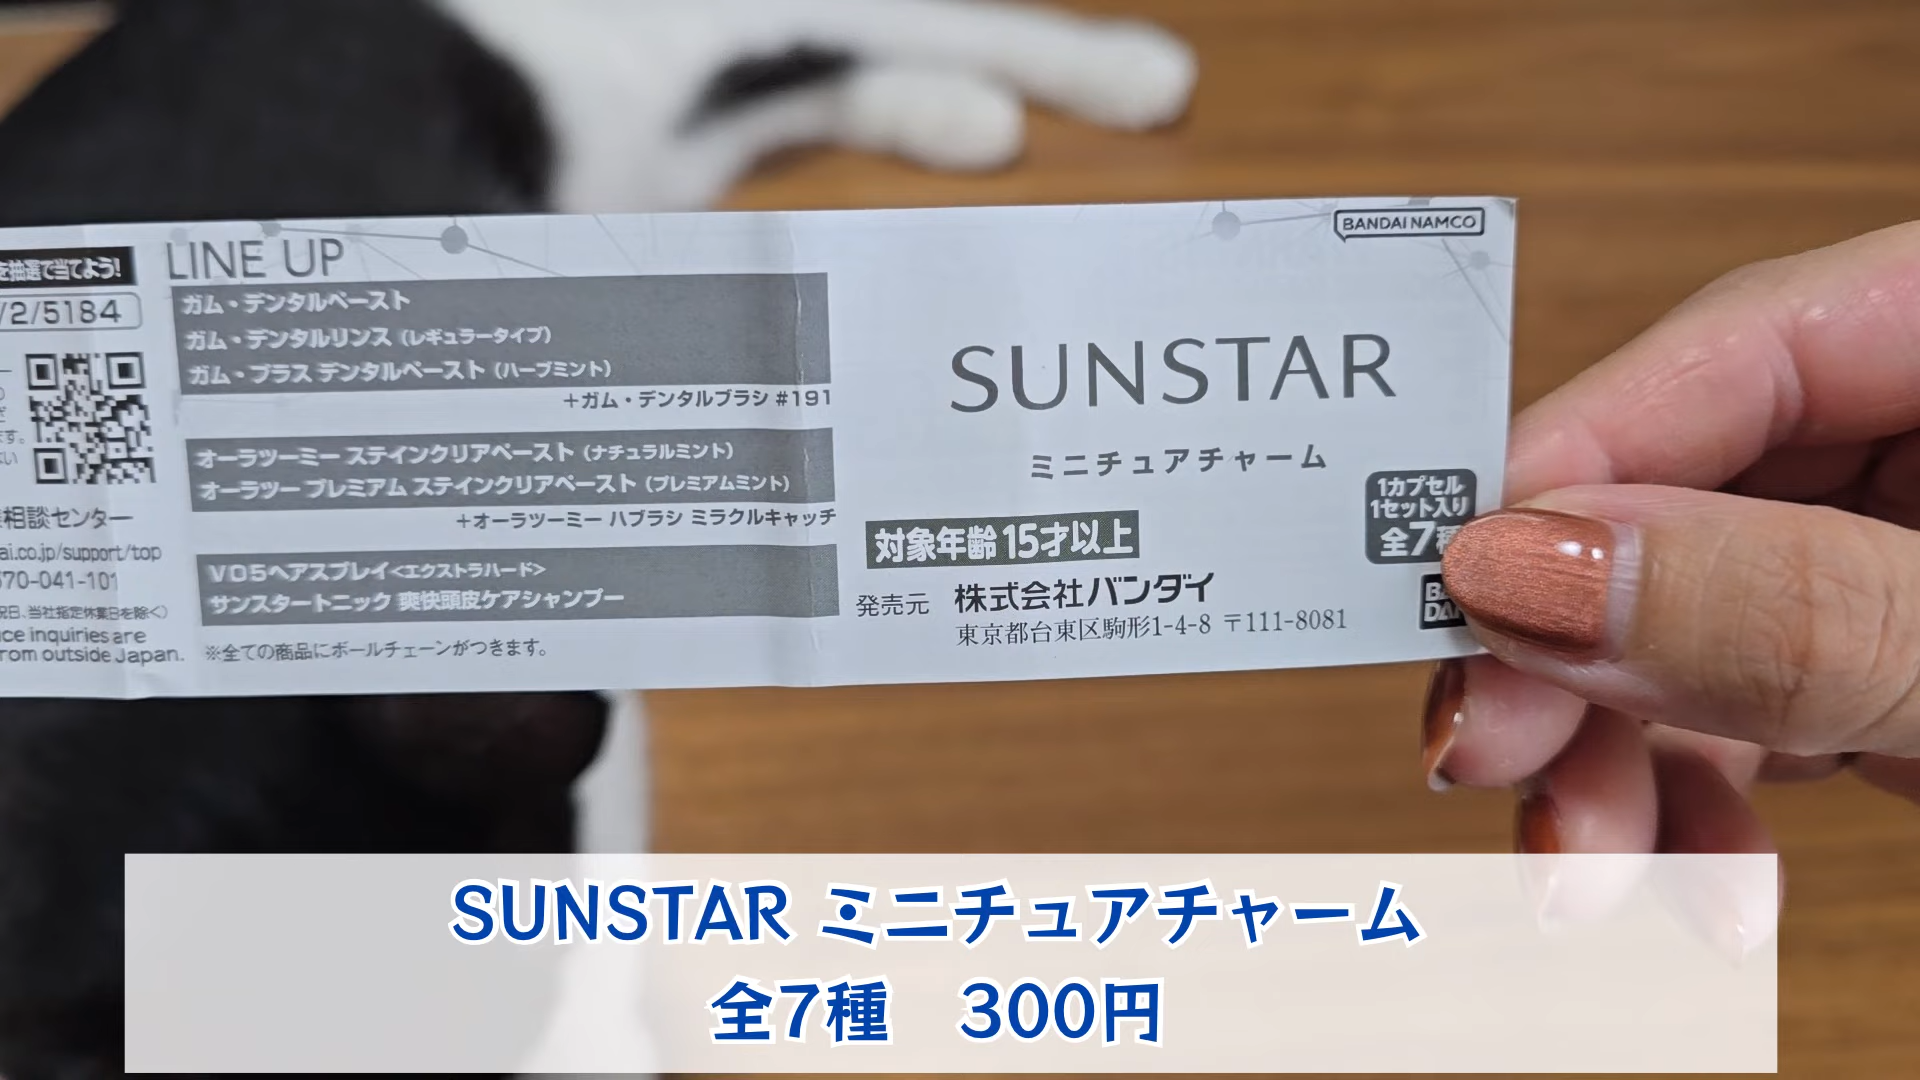 を抽選で当てよう!
/2/5184
相談センター
ai.co.jp/support/top
70-041-101
祝日、当社指定休業日を除く)
ce inquiries are
rom outside Japan.
LINE UP
ガム・デンタルペースト
ガム・デンタルリンス（レギュラータイプ）
ガム・プラス デンタルペースト（ハーブミント）
+ガム・デンタルブラシ #191
オーラツーミー ステインクリアペースト（ナチュラルミント）
オーラツー プレミアム ステインクリアペースト（プレミアムミント）
+オーラツーミー ハブラシ ミラクルキャッチ
VO5ヘアスプレイ<エクストラハード>
サンスタートニック 爽快頭皮ケアシャンプー
※全ての商品にボールチェーンがつきます。
BANDAI NAMCO
SUNSTAR
ミニチュアチャーム
1カプセル
1セット入り
全7種
対象年齢15才以上
発売元 株式会社バンダイ
東京都台東区駒形1-4-8 〒111-8081
SUNSTAR ミニチュアチャーム
全7種　300円